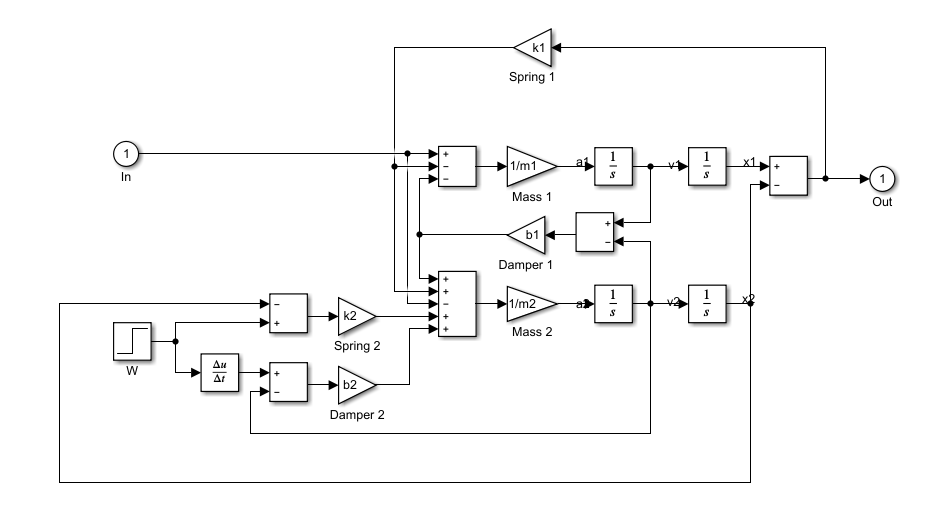 k1
Spring 1
1
In
+
−
−
1/m1
Mass 1
a1
1
s
v1
1
s
x1
+
−
1
Out
+
−
b1
Damper 1
+
+
−
+
+
1/m2
Mass 2
a2
1
s
v2
1
s
x2
−
+
k2
Spring 2
W
Δu
Δt
+
−
b2
Damper 2